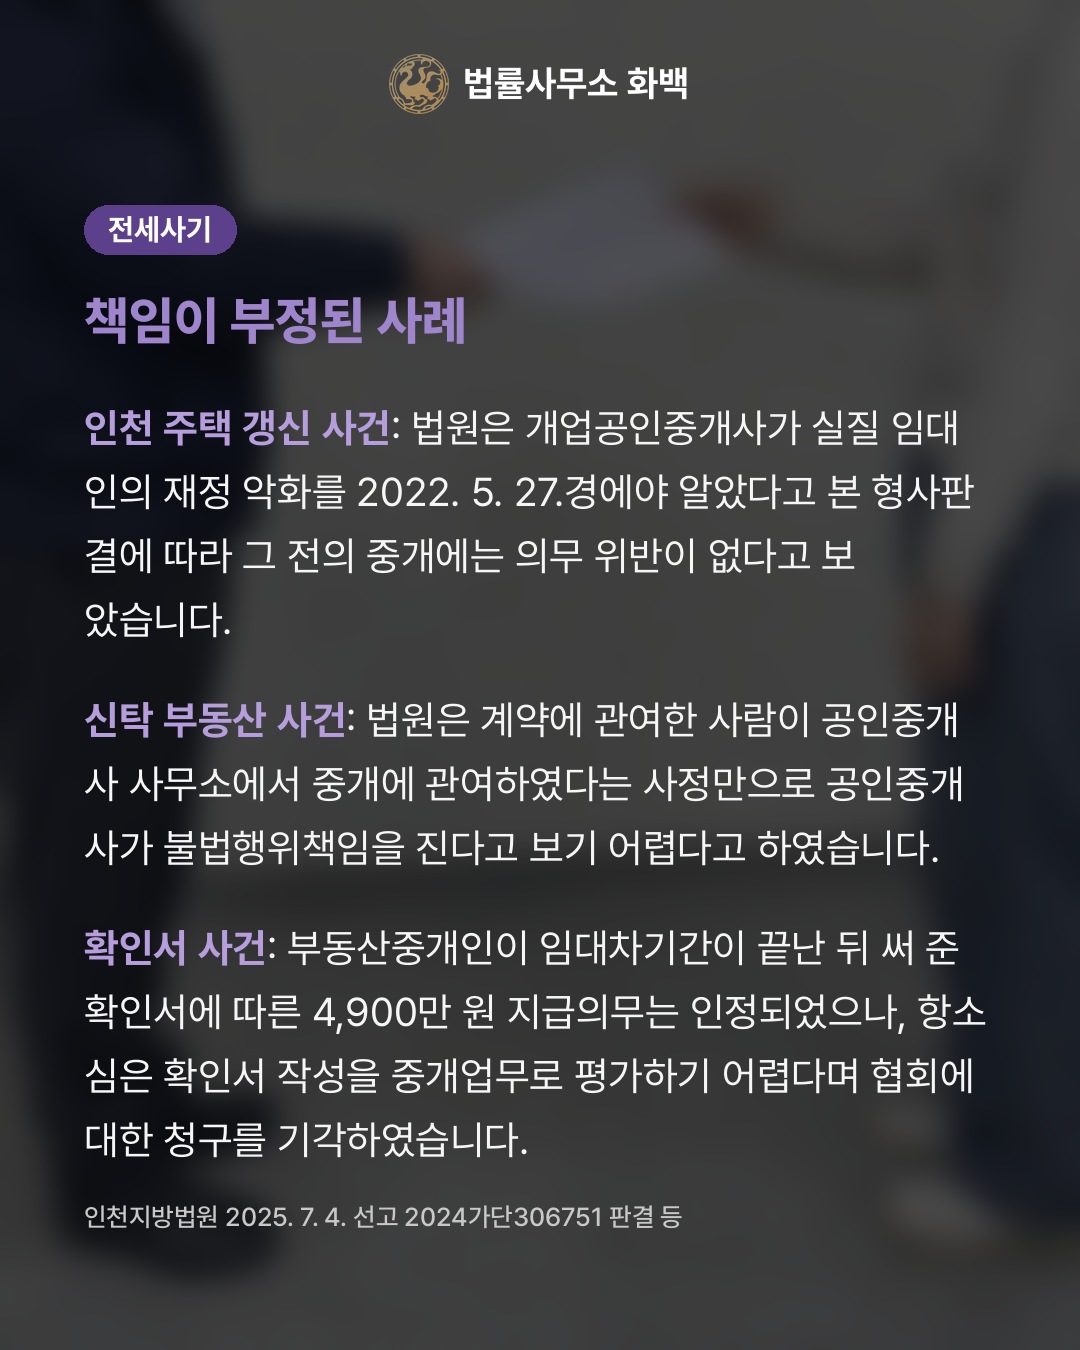 법률사무소 화백
전세사기
책임이 부정된 사례
인천 주택 갱신 사건: 법원은 개업공인중개사가 실질 임대
인의 재정 악화를 2022. 5. 27.경에야 알았다고 본 형사판
결에 따라 그 전의 중개에는 의무 위반이 없다고 보
았습니다.
신탁 부동산 사건: 법원은 계약에 관여한 사람이 공인중개
사 사무소에서 중개에 관여하였다는 사정만으로 공인중개
사가 불법행위책임을 진다고 보기 어렵다고 하였습니다.
확인서 사건: 부동산중개인이 임대차기간이 끝난 뒤 써 준
확인서에 따른 4,900만 원 지급의무는 인정되었으나, 항소
심은 확인서 작성을 중개업무로 평가하기 어렵다며 협회에
대한 청구를 기각하였습니다.
인천지방법원 2025. 7. 4. 선고 2024가단306751 판결 등